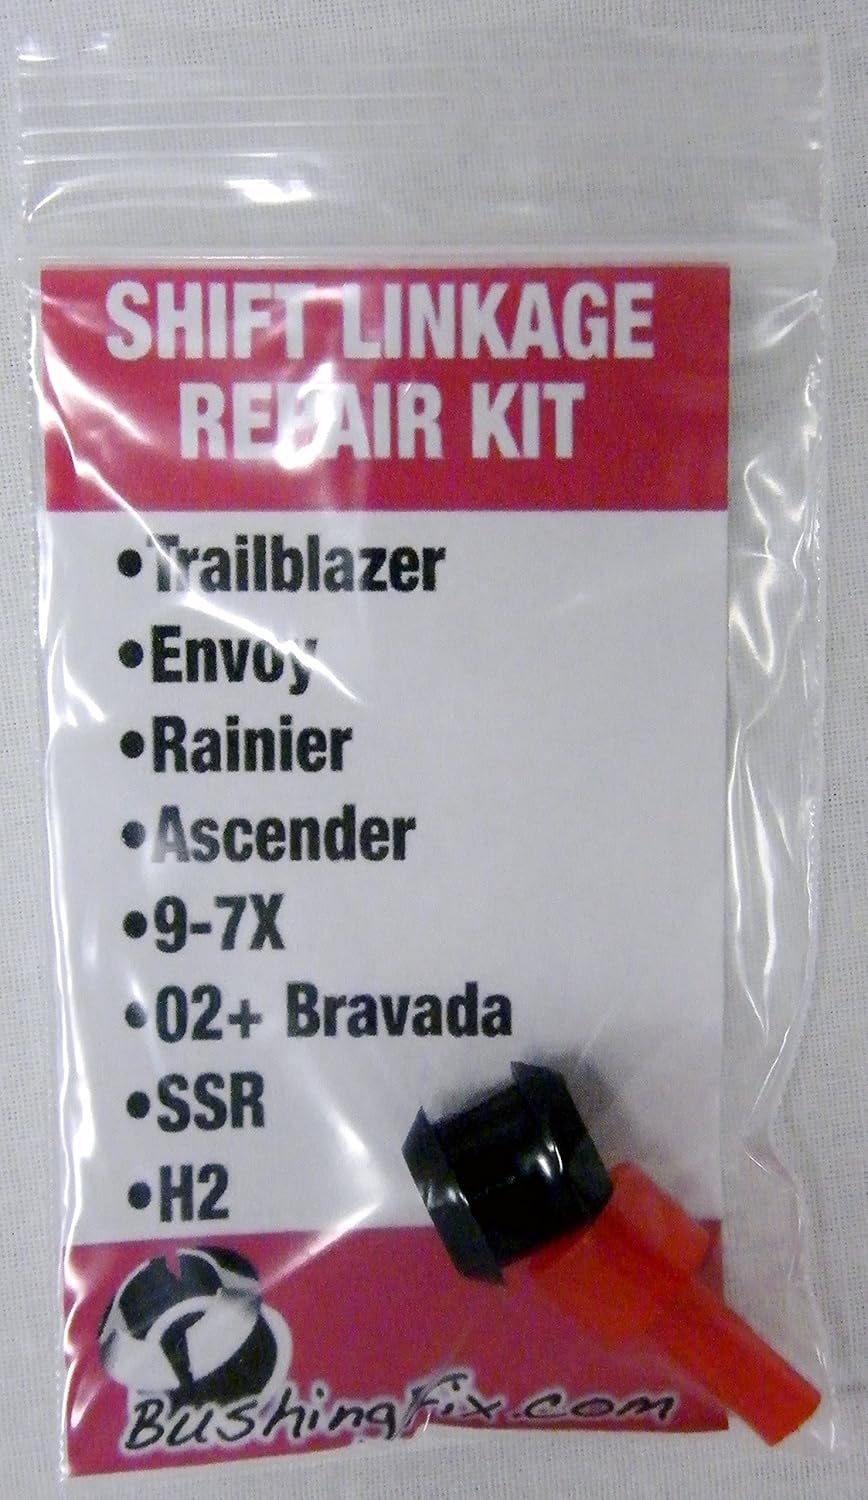 SHIFT LINKAGE
REPAIR KIT
•Trailblazer
•Envoy
•Rainier
•Ascender
•9-7X
•02+ Bravada
•SSR
•H2
BushingFix.com